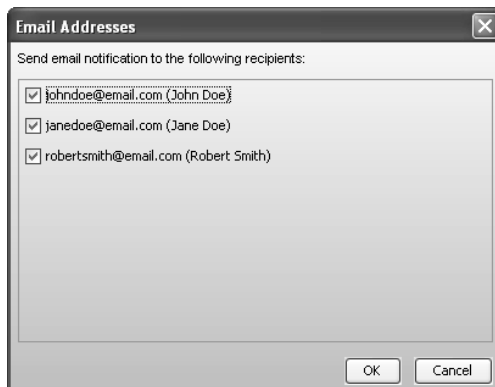 Email Addresses
Send email notification to the following recipients:
johndoe@email.com (John Doe)
janedoe@email.com (Jane Doe)
robertsmith@email.com (Robert Smith)
OK Cancel